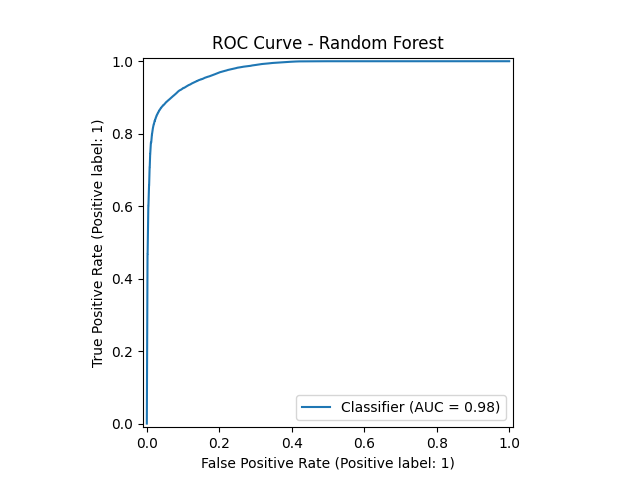 ROC Curve - Random Forest
1.0
0.8
0.6
0.4
0.2
0.0
True Positive Rate (Positive label: 1)
Classifier (AUC = 0.98)
0.0 0.2 0.4 0.6 0.8 1.0
False Positive Rate (Positive label: 1)